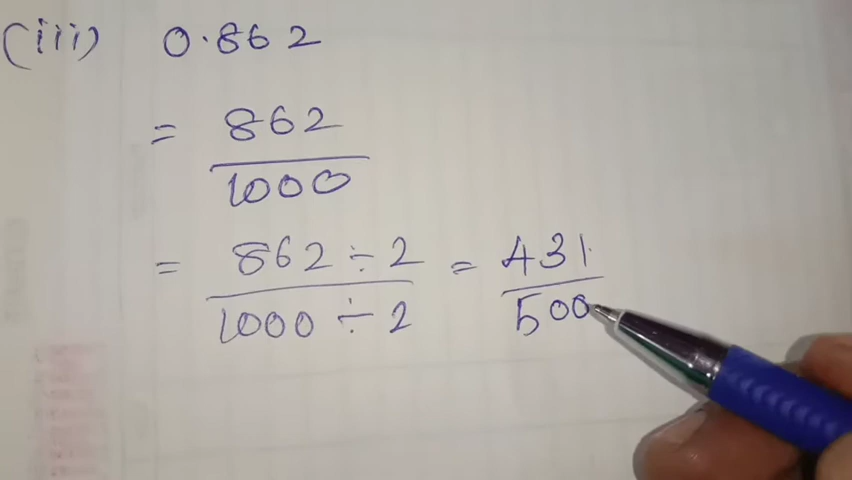 (iii) 0.862
= 862
1000
= 862 ÷ 2 = 431
1000 ÷ 2 500